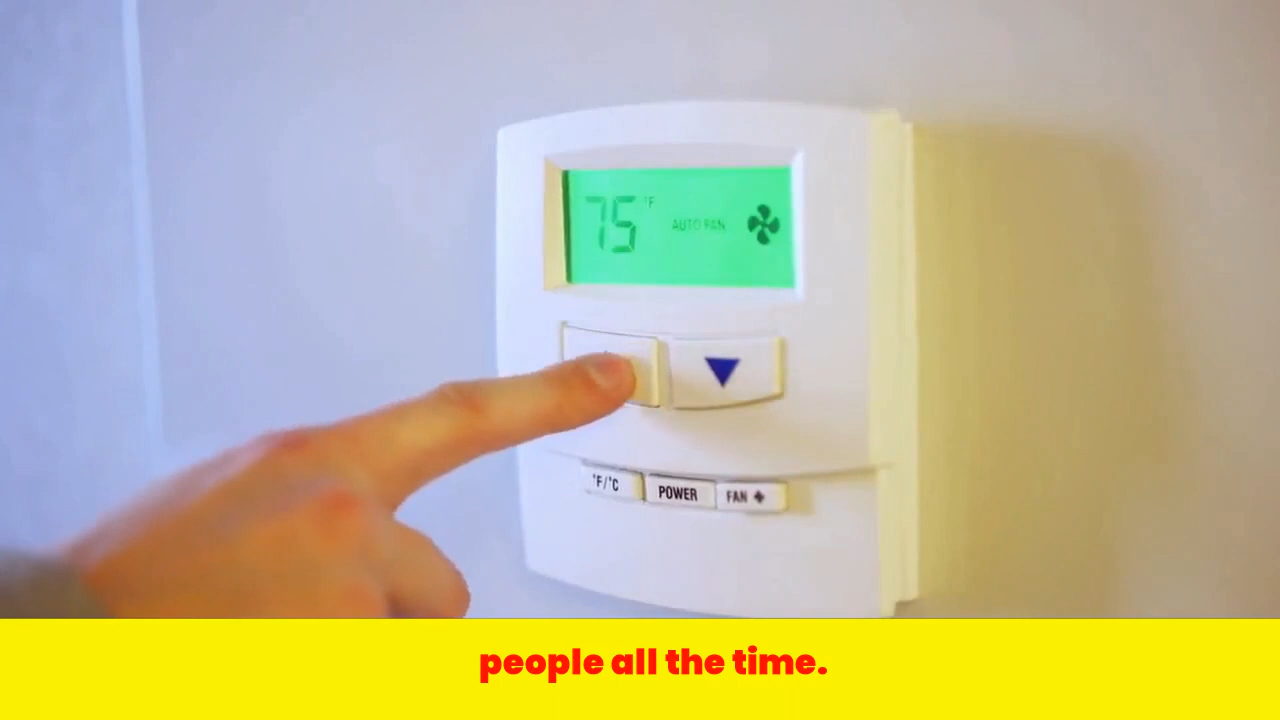 75 °F
AUTO FAN
°F/°C
POWER
FAN
people all the time.